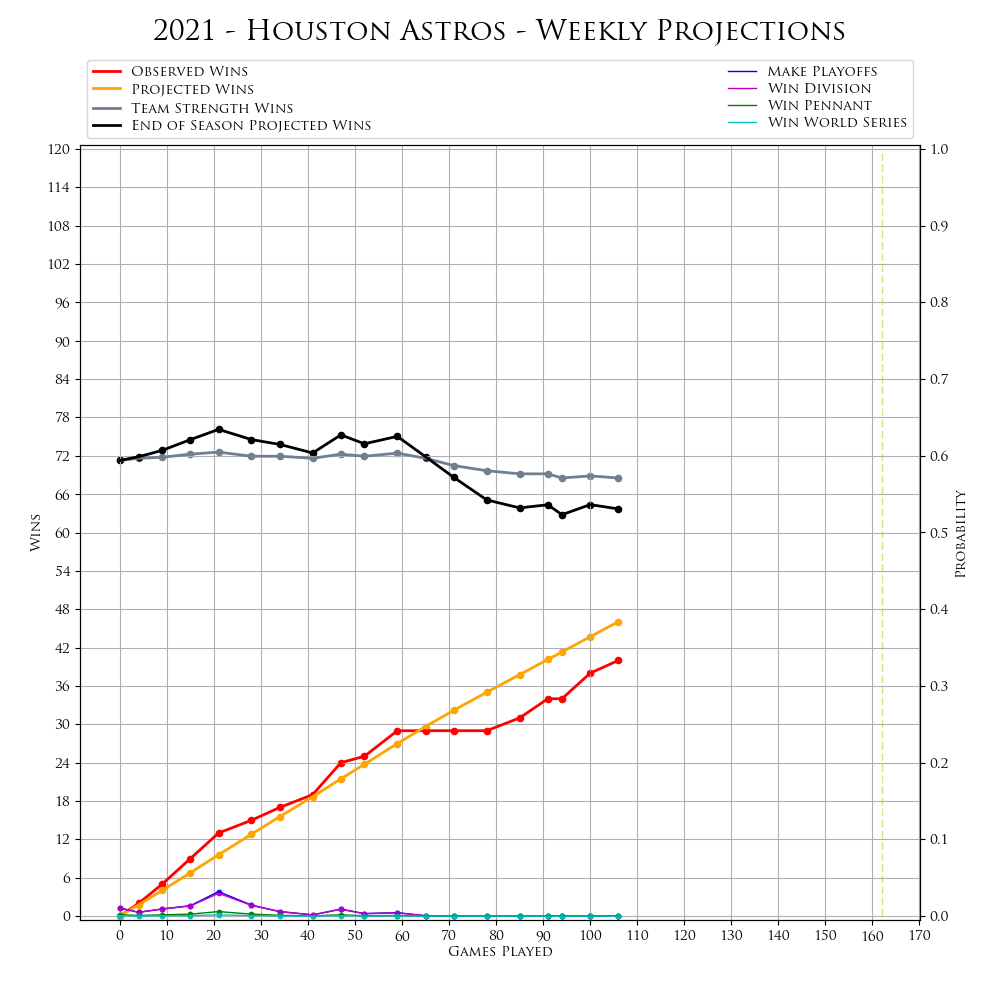 2021 - Houston Astros - Weekly Projections
Observed Wins
Projected Wins
Team Strength Wins
End of Season Projected Wins
Make Playoffs
Win Division
Win Pennant
Win World Series
120
114
108
102
96
90
84
78
72
66
60
54
48
42
36
30
24
18
12
6
0
Wins
1.0
0.9
0.8
0.7
0.6
0.5
0.4
0.3
0.2
0.1
0.0
Probability
0 10 20 30 40 50 60 70 80 90 100 110 120 130 140 150 160 170
Games Played